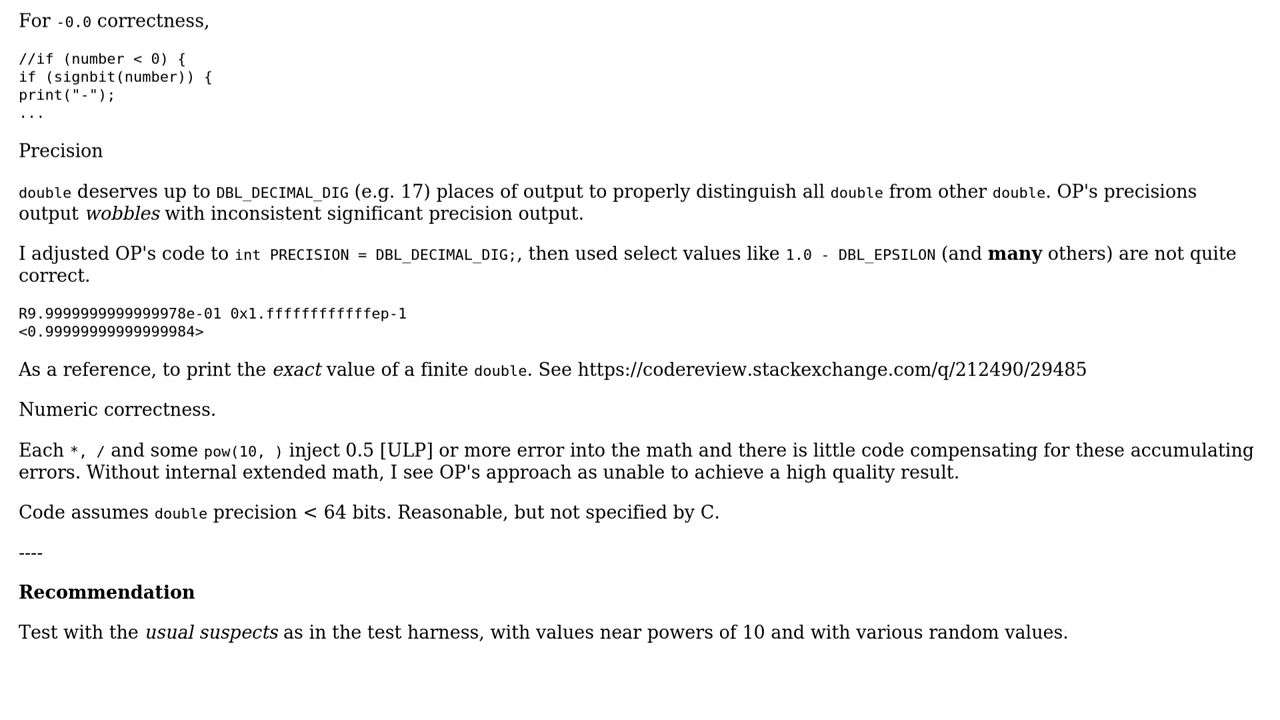 For -0.0 correctness,
//if (number < 0) {
if (signbit(number)) {
print("-");
...
Precision
double deserves up to DBL_DECIMAL_DIG (e.g. 17) places of output to properly distinguish all double from other double. OP's precisions
output wobbles with inconsistent significant precision output.
I adjusted OP's code to int PRECISION = DBL_DECIMAL_DIG;, then used select values like 1.0 - DBL_EPSILON (and many others) are not quite
correct.
R9.9999999999999978e-01 0x1.ffffffffffffep-1
<0.99999999999999984>
As a reference, to print the exact value of a finite double. See https://codereview.stackexchange.com/q/212490/29485
Numeric correctness.
Each *, / and some pow(10, ) inject 0.5 [ULP] or more error into the math and there is little code compensating for these accumulating
errors. Without internal extended math, I see OP's approach as unable to achieve a high quality result.
Code assumes double precision < 64 bits. Reasonable, but not specified by C.
----
Recommendation
Test with the usual suspects as in the test harness, with values near powers of 10 and with various random values.